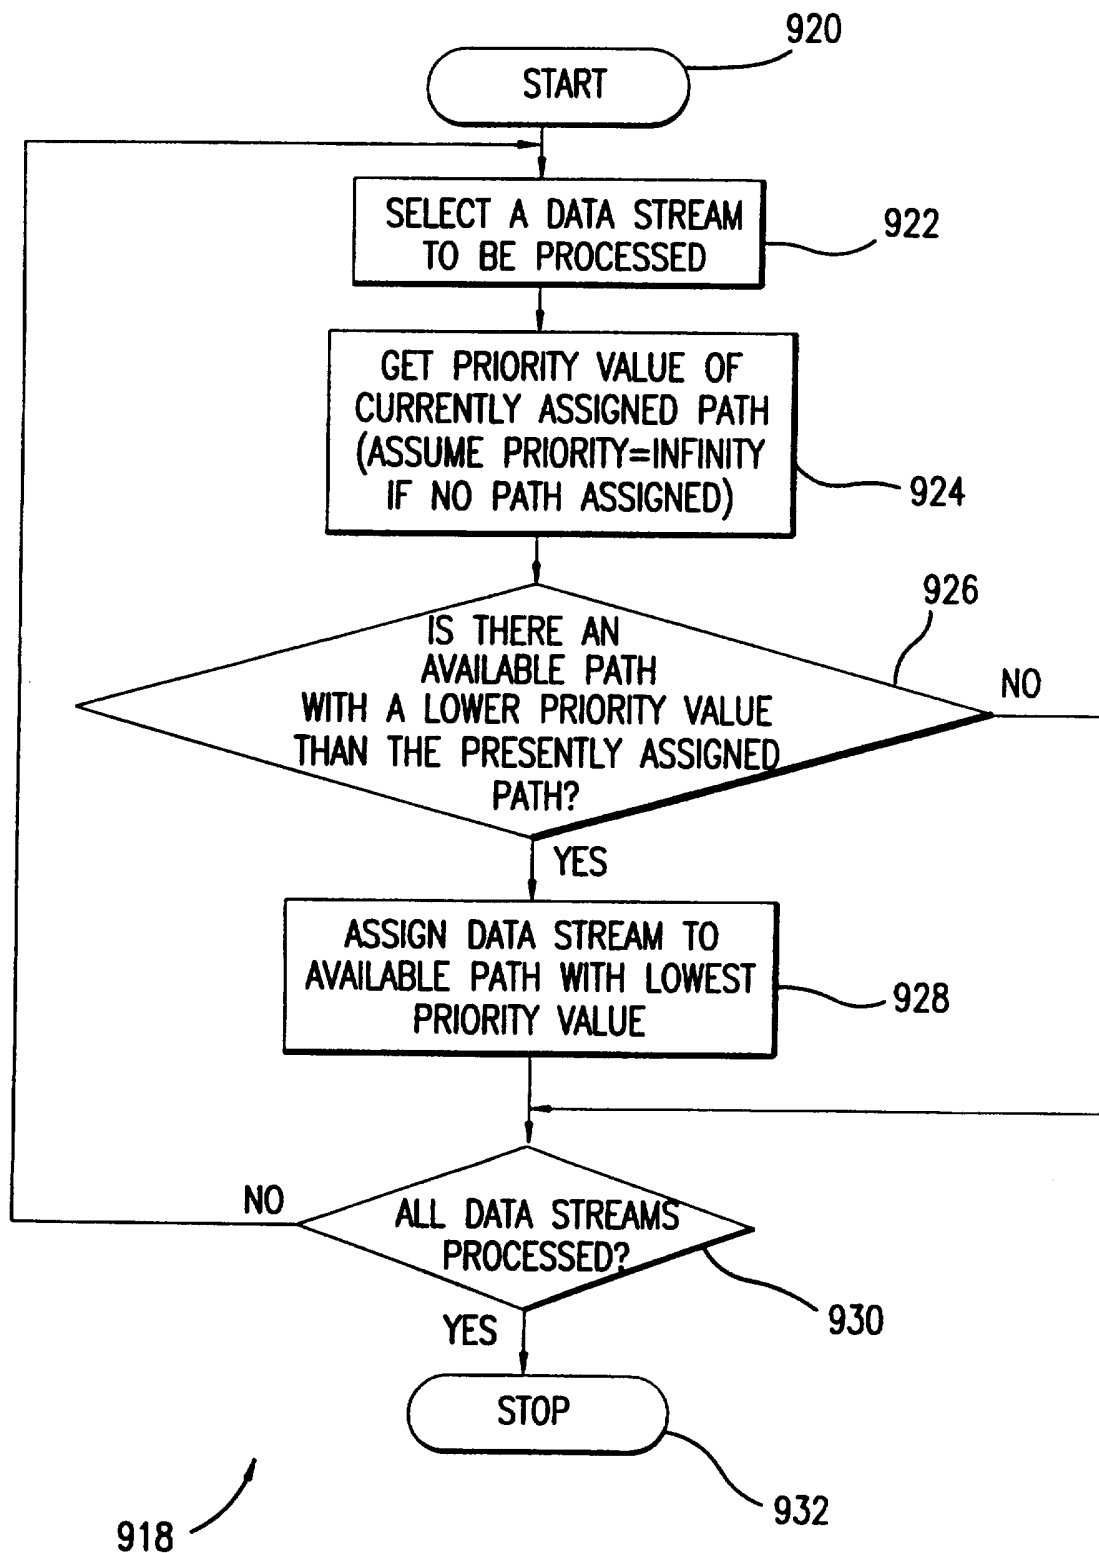 920
START
SELECT A DATA STREAM
TO BE PROCESSED
922
GET PRIORITY VALUE OF
CURRENTLY ASSIGNED PATH
(ASSUME PRIORITY=INFINITY
IF NO PATH ASSIGNED)
924
926
IS THERE AN
AVAILABLE PATH
WITH A LOWER PRIORITY VALUE
THAN THE PRESENTLY ASSIGNED
PATH?
NO
YES
ASSIGN DATA STREAM TO
AVAILABLE PATH WITH LOWEST
PRIORITY VALUE
928
NO
ALL DATA STREAMS
PROCESSED?
930
YES
STOP
932
918